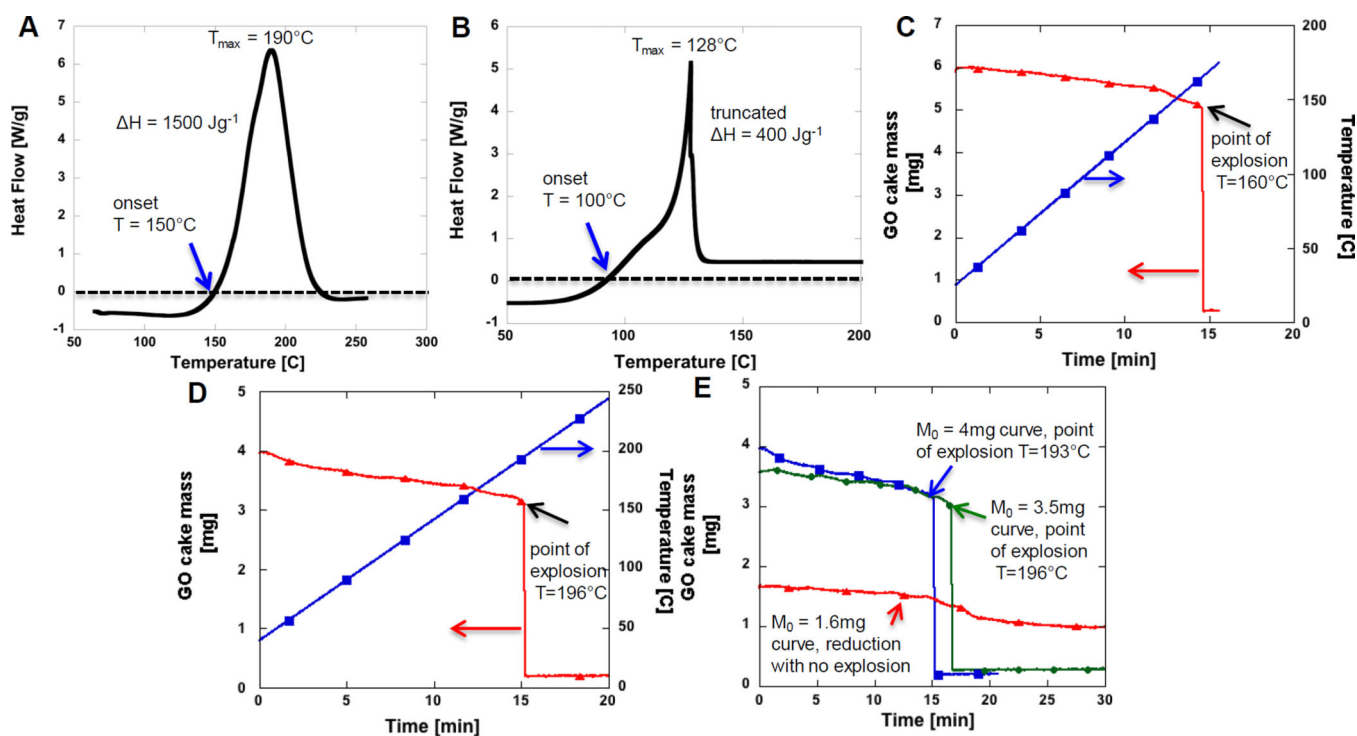 A
7
6
5
4
3
2
1
0
-1
Heat Flow [W/g]
Tmax = 190°C
ΔH = 1500 Jg-1
onset
T = 150°C
50
100
150
200
250
300
Temperature [C]
B
7
6
5
4
3
2
1
0
-1
Heat Flow [W/g]
Tmax = 128°C
truncated
ΔH = 400 Jg-1
onset
T = 100°C
50
100
150
200
Temperature [C]
C
7
6
5
4
3
2
1
0
GO cake mass
[mg]
200
150
100
50
0
Temperature
[C]
point of
explosion
T=160°C
0
5
10
15
20
Time [min]
D
5
4
3
2
1
0
GO cake mass
[mg]
250
200
150
100
50
0
Temperature
[C]
point of
explosion
T=196°C
0
5
10
15
20
Time [min]
E
5
4
3
2
1
0
GO cake mass
[mg]
M0 = 4mg curve, point
of explosion T=193°C
M0 = 3.5mg
curve, point
of explosion
T=196°C
M0 = 1.6mg
curve, reduction
with no explosion
0
5
10
15
20
25
30
Time [min]